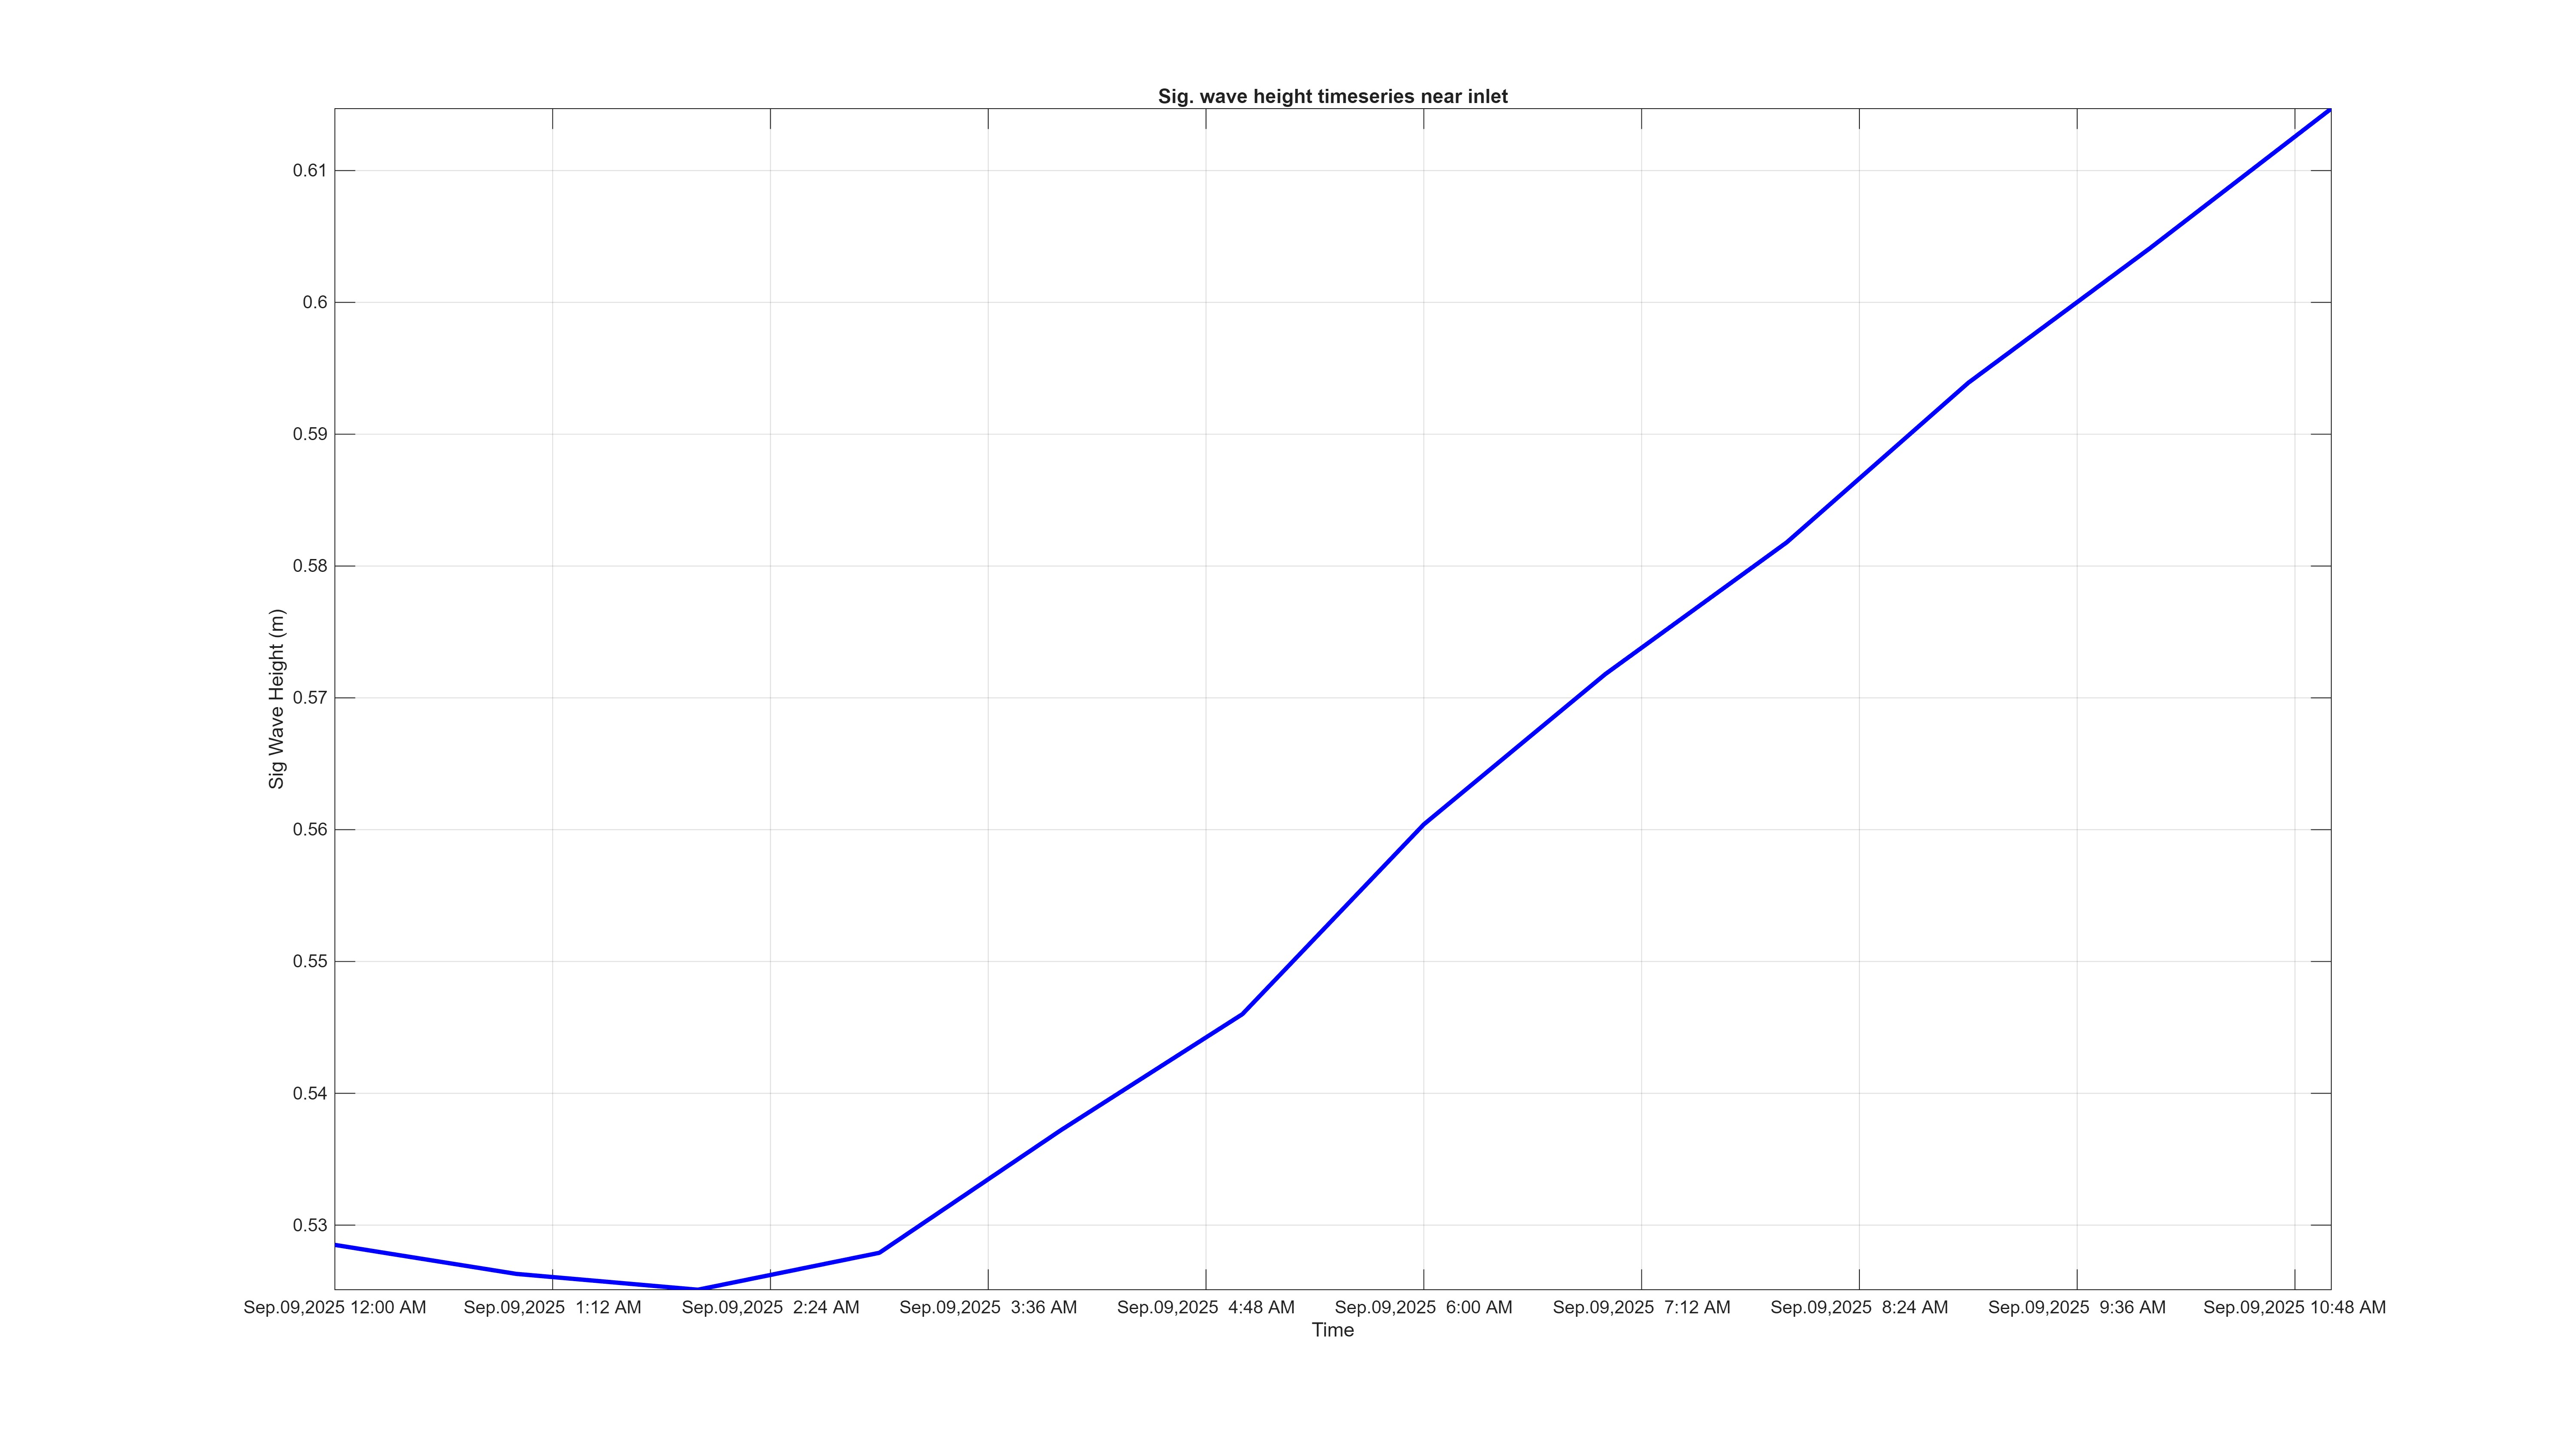 Sig. wave height timeseries near inlet
0.61
0.6
0.59
0.58
0.57
0.56
0.55
0.54
0.53
Sig Wave Height (m)
Sep.09,2025 12:00 AM Sep.09,2025  1:12 AM Sep.09,2025  2:24 AM Sep.09,2025  3:36 AM Sep.09,2025  4:48 AM Sep.09,2025  6:00 AM Sep.09,2025  7:12 AM Sep.09,2025  8:24 AM Sep.09,2025  9:36 AM Sep.09,2025 10:48 AM
Time